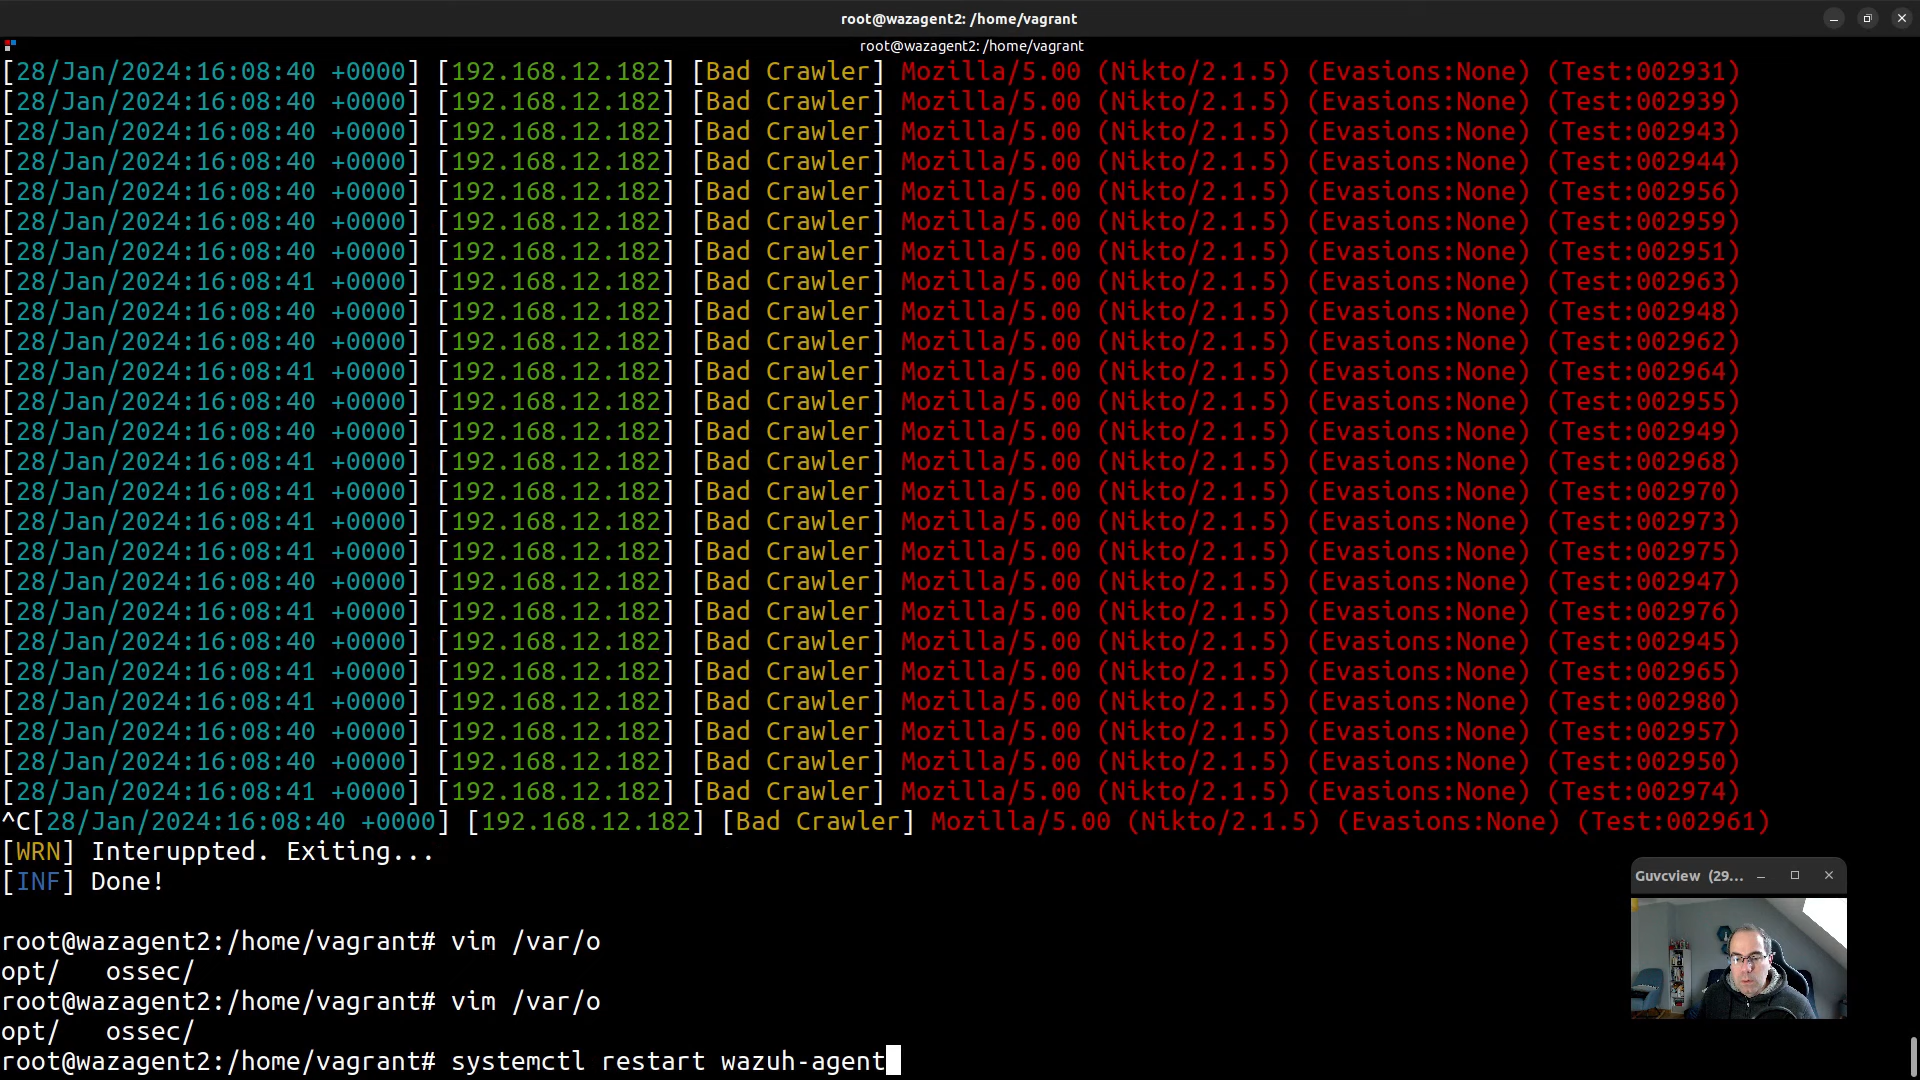 root@wazagent2: /home/vagrant
root@wazagent2: /home/vagrant
[28/Jan/2024:16:08:40 +0000] [192.168.12.182] [Bad Crawler] Mozilla/5.00 (Nikto/2.1.5) (Evasions:None) (Test:002931)
[28/Jan/2024:16:08:40 +0000] [192.168.12.182] [Bad Crawler] Mozilla/5.00 (Nikto/2.1.5) (Evasions:None) (Test:002939)
[28/Jan/2024:16:08:40 +0000] [192.168.12.182] [Bad Crawler] Mozilla/5.00 (Nikto/2.1.5) (Evasions:None) (Test:002943)
[28/Jan/2024:16:08:40 +0000] [192.168.12.182] [Bad Crawler] Mozilla/5.00 (Nikto/2.1.5) (Evasions:None) (Test:002944)
[28/Jan/2024:16:08:40 +0000] [192.168.12.182] [Bad Crawler] Mozilla/5.00 (Nikto/2.1.5) (Evasions:None) (Test:002956)
[28/Jan/2024:16:08:40 +0000] [192.168.12.182] [Bad Crawler] Mozilla/5.00 (Nikto/2.1.5) (Evasions:None) (Test:002959)
[28/Jan/2024:16:08:40 +0000] [192.168.12.182] [Bad Crawler] Mozilla/5.00 (Nikto/2.1.5) (Evasions:None) (Test:002951)
[28/Jan/2024:16:08:41 +0000] [192.168.12.182] [Bad Crawler] Mozilla/5.00 (Nikto/2.1.5) (Evasions:None) (Test:002963)
[28/Jan/2024:16:08:40 +0000] [192.168.12.182] [Bad Crawler] Mozilla/5.00 (Nikto/2.1.5) (Evasions:None) (Test:002948)
[28/Jan/2024:16:08:40 +0000] [192.168.12.182] [Bad Crawler] Mozilla/5.00 (Nikto/2.1.5) (Evasions:None) (Test:002962)
[28/Jan/2024:16:08:41 +0000] [192.168.12.182] [Bad Crawler] Mozilla/5.00 (Nikto/2.1.5) (Evasions:None) (Test:002964)
[28/Jan/2024:16:08:40 +0000] [192.168.12.182] [Bad Crawler] Mozilla/5.00 (Nikto/2.1.5) (Evasions:None) (Test:002955)
[28/Jan/2024:16:08:40 +0000] [192.168.12.182] [Bad Crawler] Mozilla/5.00 (Nikto/2.1.5) (Evasions:None) (Test:002949)
[28/Jan/2024:16:08:41 +0000] [192.168.12.182] [Bad Crawler] Mozilla/5.00 (Nikto/2.1.5) (Evasions:None) (Test:002968)
[28/Jan/2024:16:08:41 +0000] [192.168.12.182] [Bad Crawler] Mozilla/5.00 (Nikto/2.1.5) (Evasions:None) (Test:002970)
[28/Jan/2024:16:08:41 +0000] [192.168.12.182] [Bad Crawler] Mozilla/5.00 (Nikto/2.1.5) (Evasions:None) (Test:002973)
[28/Jan/2024:16:08:41 +0000] [192.168.12.182] [Bad Crawler] Mozilla/5.00 (Nikto/2.1.5) (Evasions:None) (Test:002975)
[28/Jan/2024:16:08:40 +0000] [192.168.12.182] [Bad Crawler] Mozilla/5.00 (Nikto/2.1.5) (Evasions:None) (Test:002947)
[28/Jan/2024:16:08:41 +0000] [192.168.12.182] [Bad Crawler] Mozilla/5.00 (Nikto/2.1.5) (Evasions:None) (Test:002976)
[28/Jan/2024:16:08:40 +0000] [192.168.12.182] [Bad Crawler] Mozilla/5.00 (Nikto/2.1.5) (Evasions:None) (Test:002945)
[28/Jan/2024:16:08:41 +0000] [192.168.12.182] [Bad Crawler] Mozilla/5.00 (Nikto/2.1.5) (Evasions:None) (Test:002965)
[28/Jan/2024:16:08:41 +0000] [192.168.12.182] [Bad Crawler] Mozilla/5.00 (Nikto/2.1.5) (Evasions:None) (Test:002980)
[28/Jan/2024:16:08:40 +0000] [192.168.12.182] [Bad Crawler] Mozilla/5.00 (Nikto/2.1.5) (Evasions:None) (Test:002957)
[28/Jan/2024:16:08:40 +0000] [192.168.12.182] [Bad Crawler] Mozilla/5.00 (Nikto/2.1.5) (Evasions:None) (Test:002950)
[28/Jan/2024:16:08:41 +0000] [192.168.12.182] [Bad Crawler] Mozilla/5.00 (Nikto/2.1.5) (Evasions:None) (Test:002974)
^C[28/Jan/2024:16:08:40 +0000] [192.168.12.182] [Bad Crawler] Mozilla/5.00 (Nikto/2.1.5) (Evasions:None) (Test:002961)
[WRN] Interuppted. Exiting...
[INF] Done!
Guvcview (29...
root@wazagent2:/home/vagrant# vim /var/o
opt/ ossec/
root@wazagent2:/home/vagrant# vim /var/o
opt/ ossec/
root@wazagent2:/home/vagrant# systemctl restart wazuh-agent